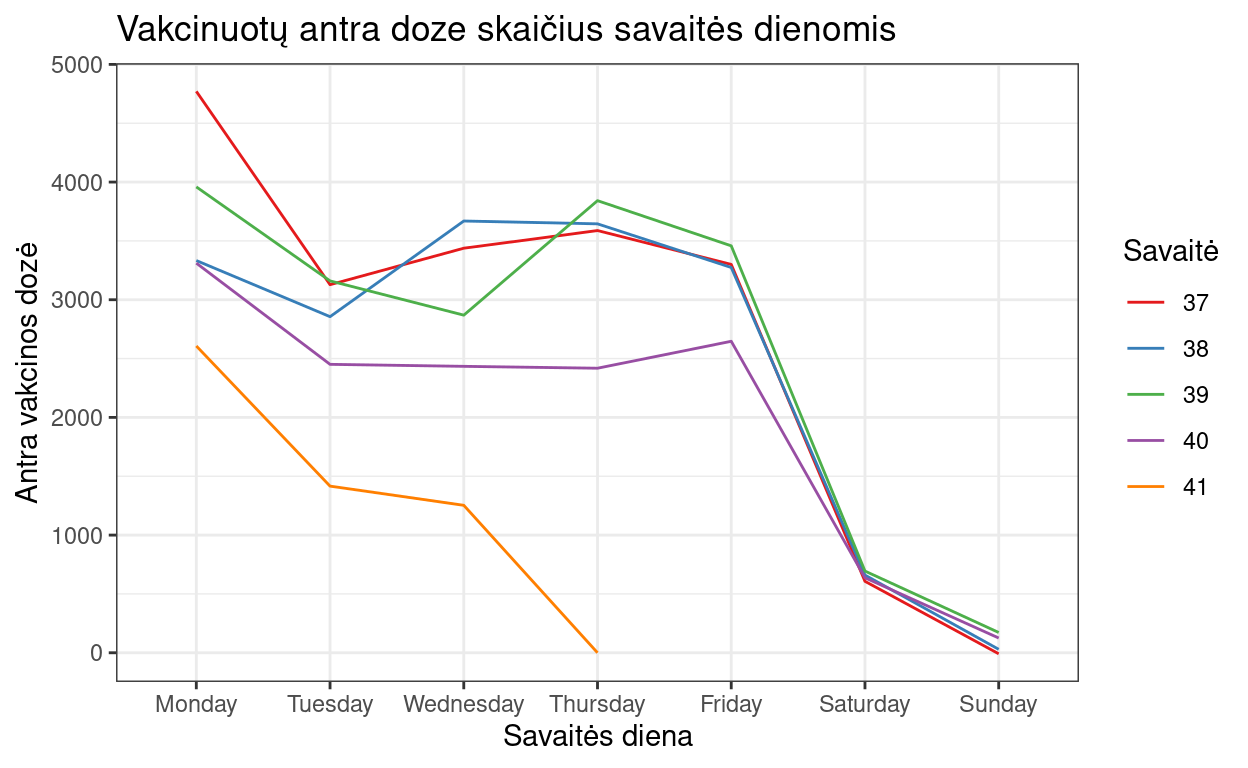 Vakcinuotų antra doze skaičius savaitės dienomis
5000
4000
3000
2000
1000
0
Antra vakcinos dozė
Monday Tuesday Wednesday Thursday Friday Saturday Sunday
Savaitės diena
Savaitė
37
38
39
40
41